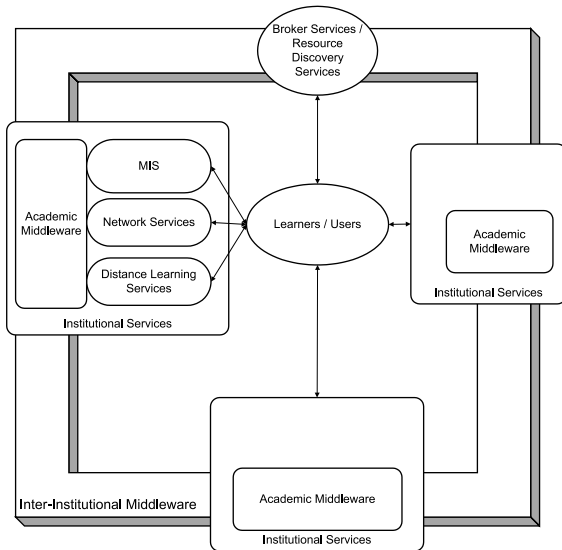 Broker Services /
Resource
Discovery
Services
MIS
Academic
Middleware
Network Services
Distance Learning
Services
Institutional Services
Learners / Users
Academic
Middleware
Institutional Services
Inter-Institutional Middleware
Academic Middleware
Institutional Services